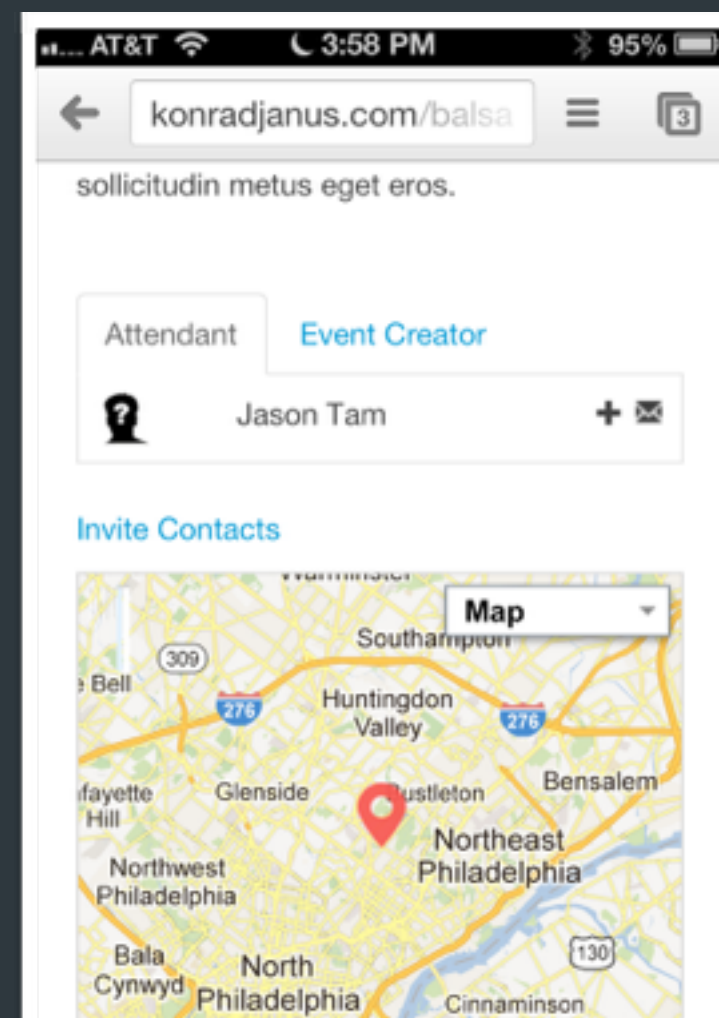 AT&T 3:58 PM 95%
konradjanus.com/balsa
3
sollicitudin metus eget eros.
Attendant Event Creator
?
Jason Tam
Invite Contacts
Map
Southampton
309
Bell
276
Huntingdon
Valley
276
fayette
Hill
Glenside
Bensalem
Northeast
Philadelphia
Northwest
Philadelphia
Bala
Cynwyd
North
Philadelphia
130
Cinnaminson